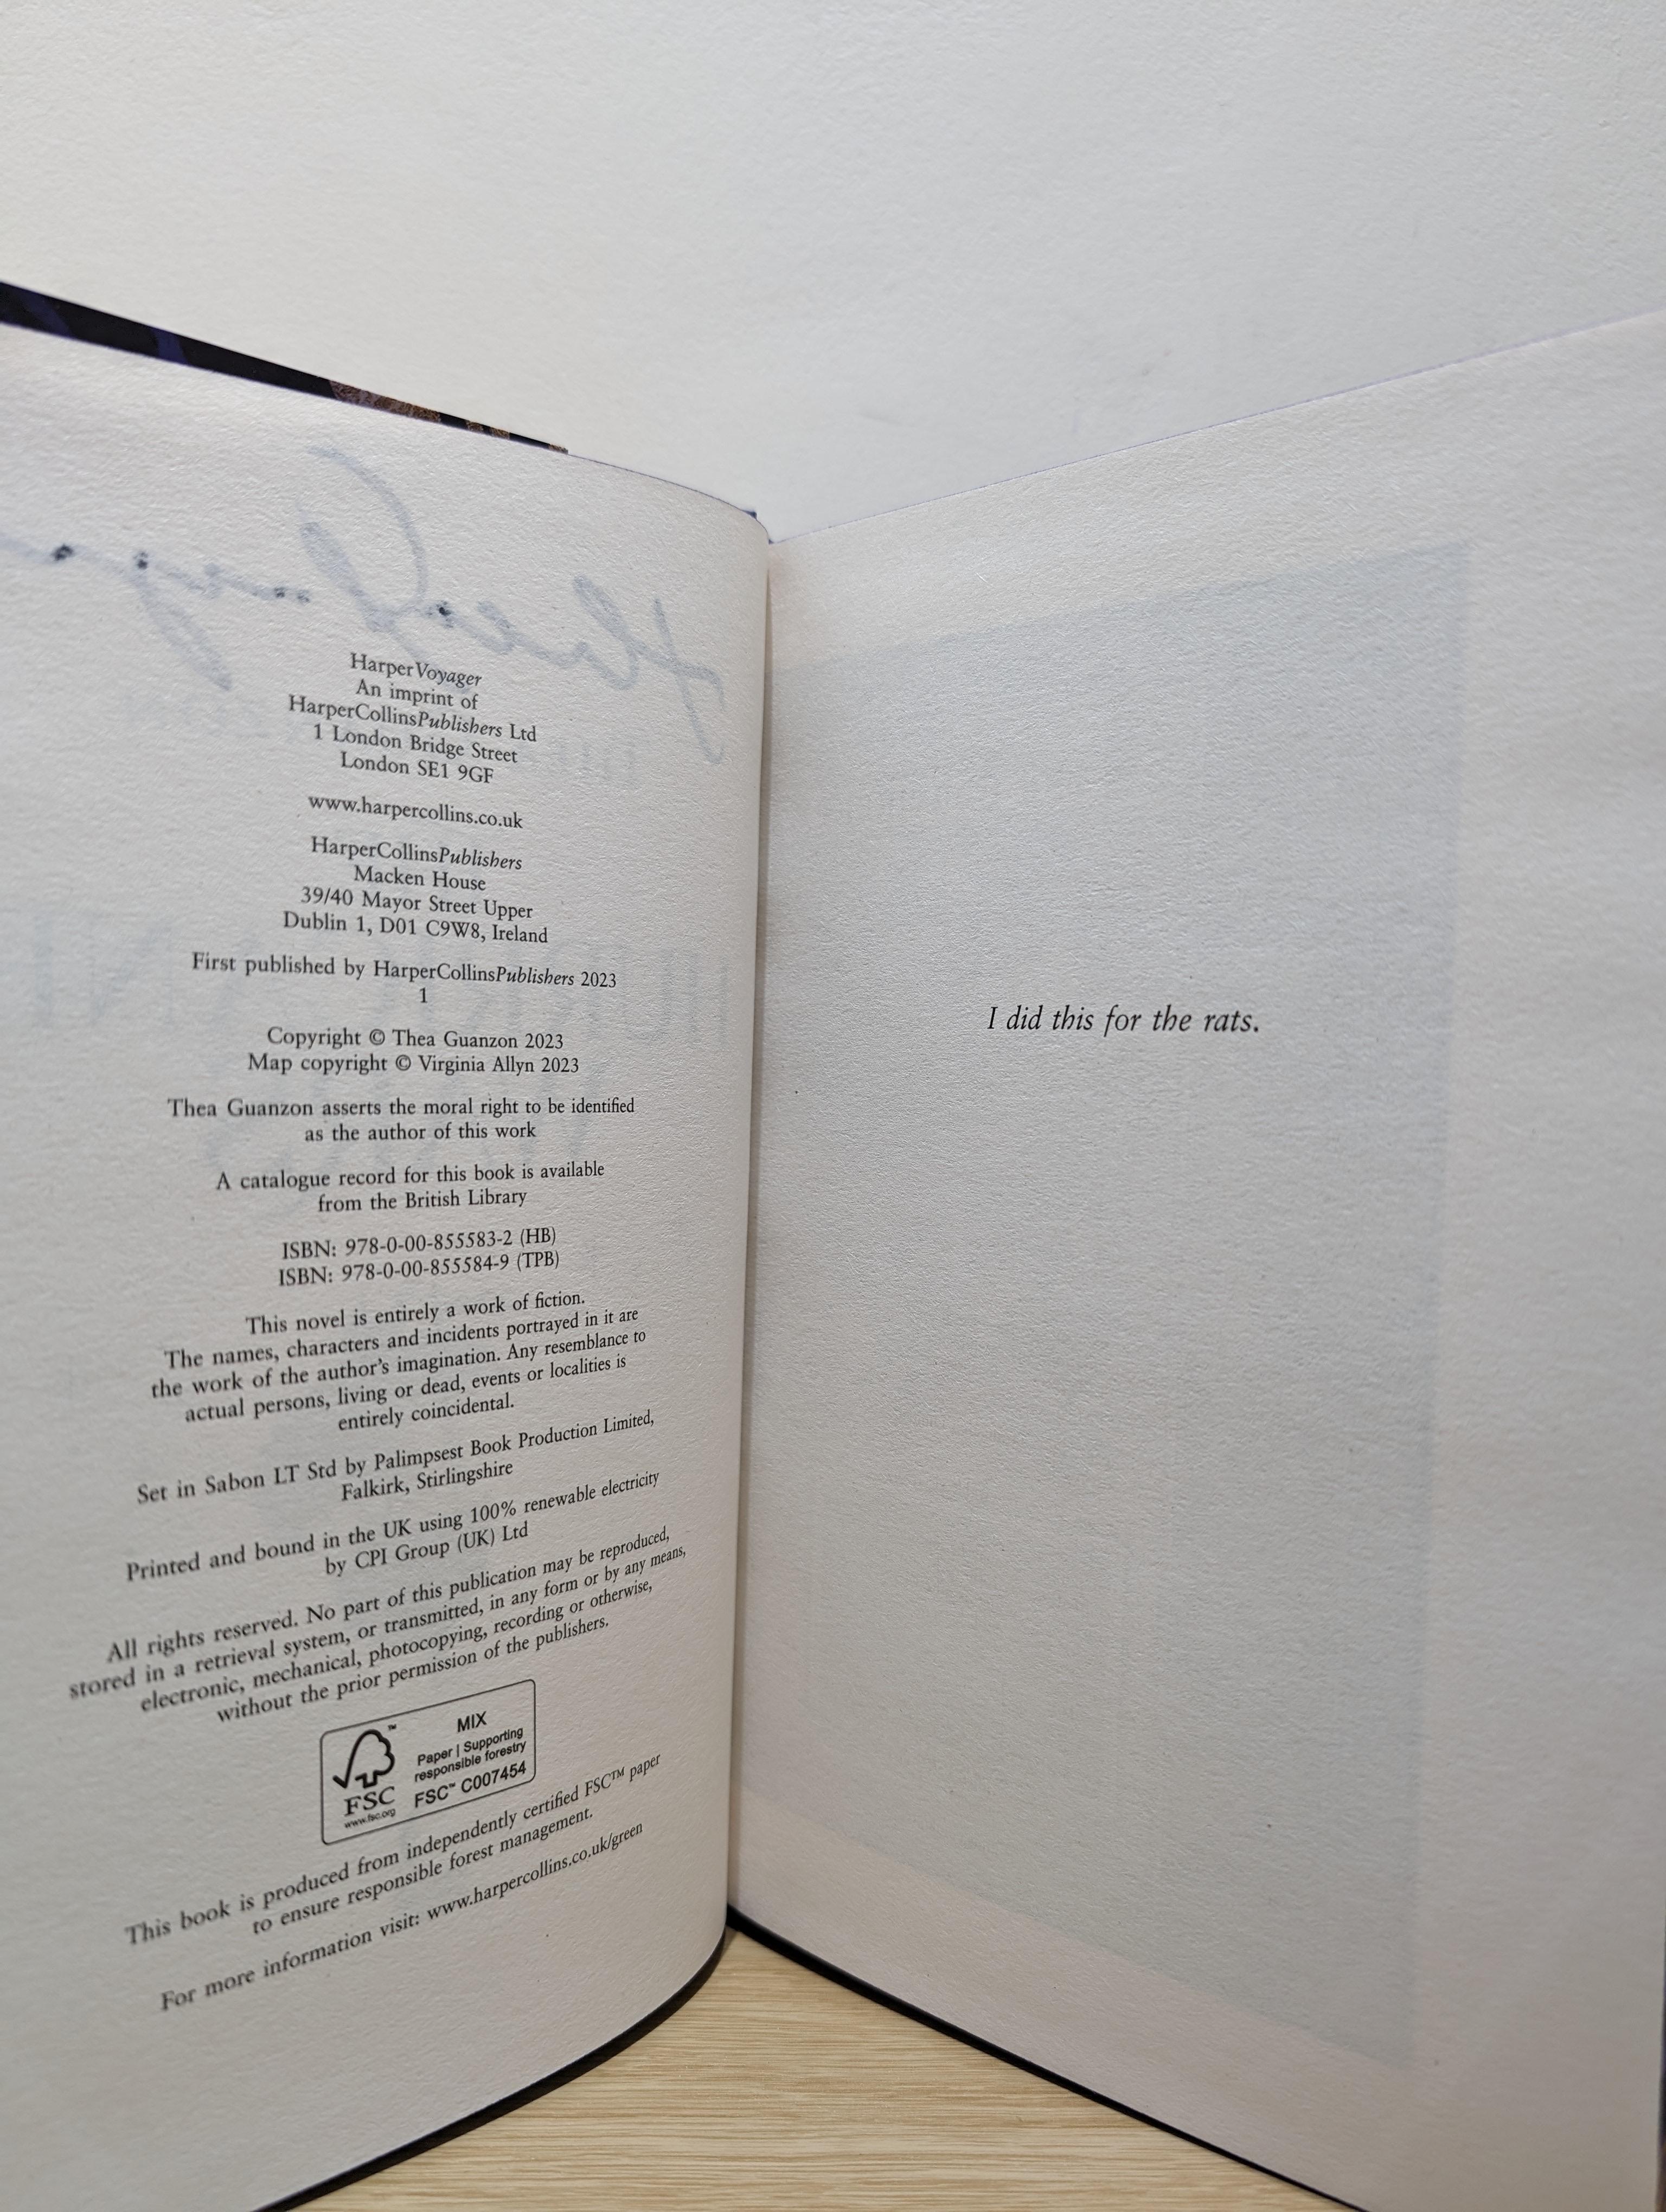 HarperVoyager
An imprint of
HarperCollinsPublishers Ltd
1 London Bridge Street
London SE1 9GF
www.harpercollins.co.uk
HarperCollinsPublishers
Macken House
39/40 Mayor Street Upper
Dublin 1, D01 C9W8, Ireland
First published by HarperCollinsPublishers 2023
1
Copyright © Thea Guanzon 2023
Map copyright © Virginia Allyn 2023
Thea Guanzon asserts the moral right to be identified
as the author of this work
A catalogue record for this book is available
from the British Library
ISBN: 978-0-00-855583-2 (HB)
ISBN: 978-0-00-855584-9 (TPB)
This novel is entirely a work of fiction.
The names, characters and incidents portrayed in it are
the work of the author's imagination. Any resemblance to
actual persons, living or dead, events or localities is
entirely coincidental.
Set in Sabon LT Std by Palimpsest Book Production Limited,
Falkirk, Stirlingshire
Printed and bound in the UK using 100% renewable electricity
by CPI Group (UK) Ltd
All rights reserved. No part of this publication may be reproduced,
stored in a retrieval system, or transmitted, in any form or by any means,
electronic, mechanical, photocopying, recording or otherwise,
without the prior permission of the publishers.
FSC
www.fsc.org
MIX
Paper | Supporting
responsible forestry
FSC™ C007454
This book is produced from independently certified FSC™ paper
to ensure responsible forest management.
For more information visit: www.harpercollins.co.uk/green
I did this for the rats.